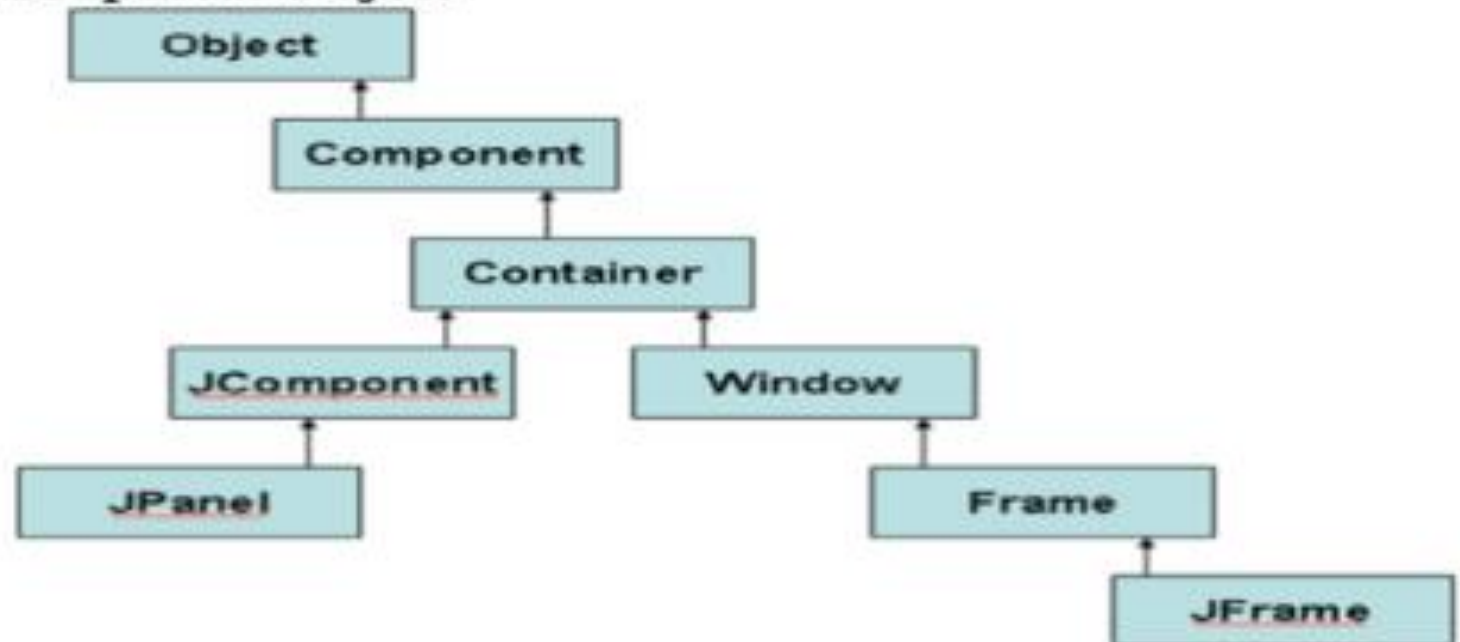 Object
Component
Container
JComponent
Window
JPanel
Frame
JFrame